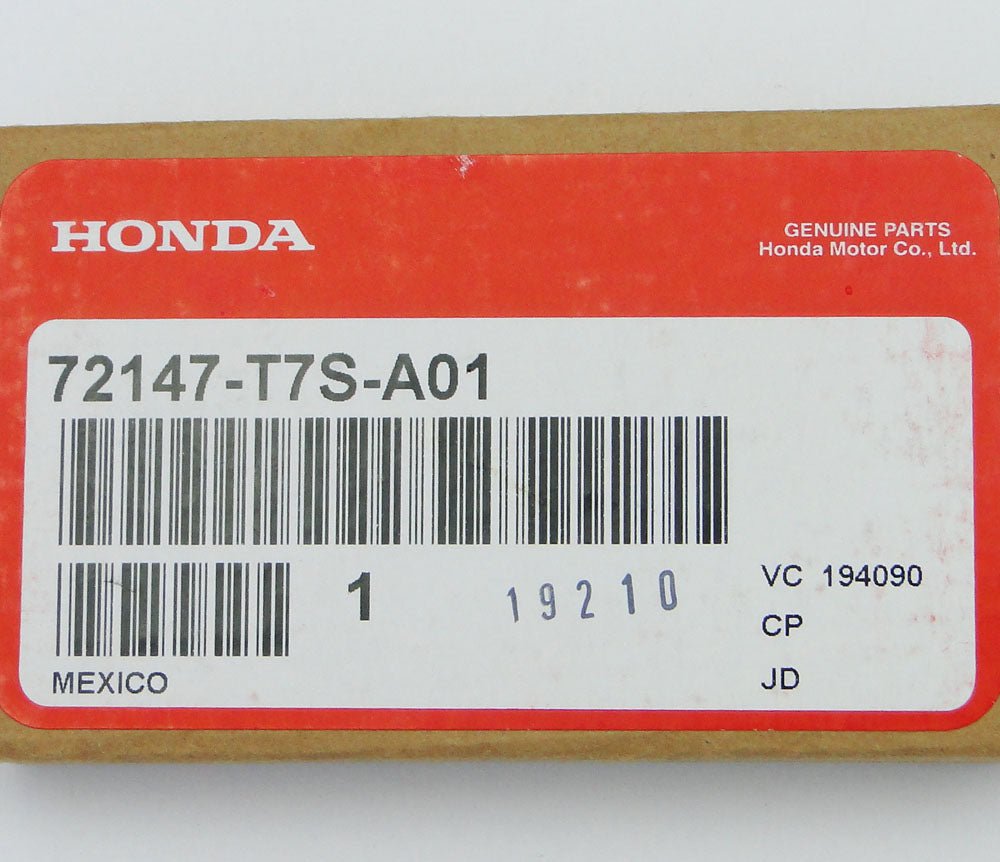 HONDA
GENUINE PARTS
Honda Motor Co., Ltd.
72147-T7S-A01
1
19210
VC 194090
CP
JD
MEXICO